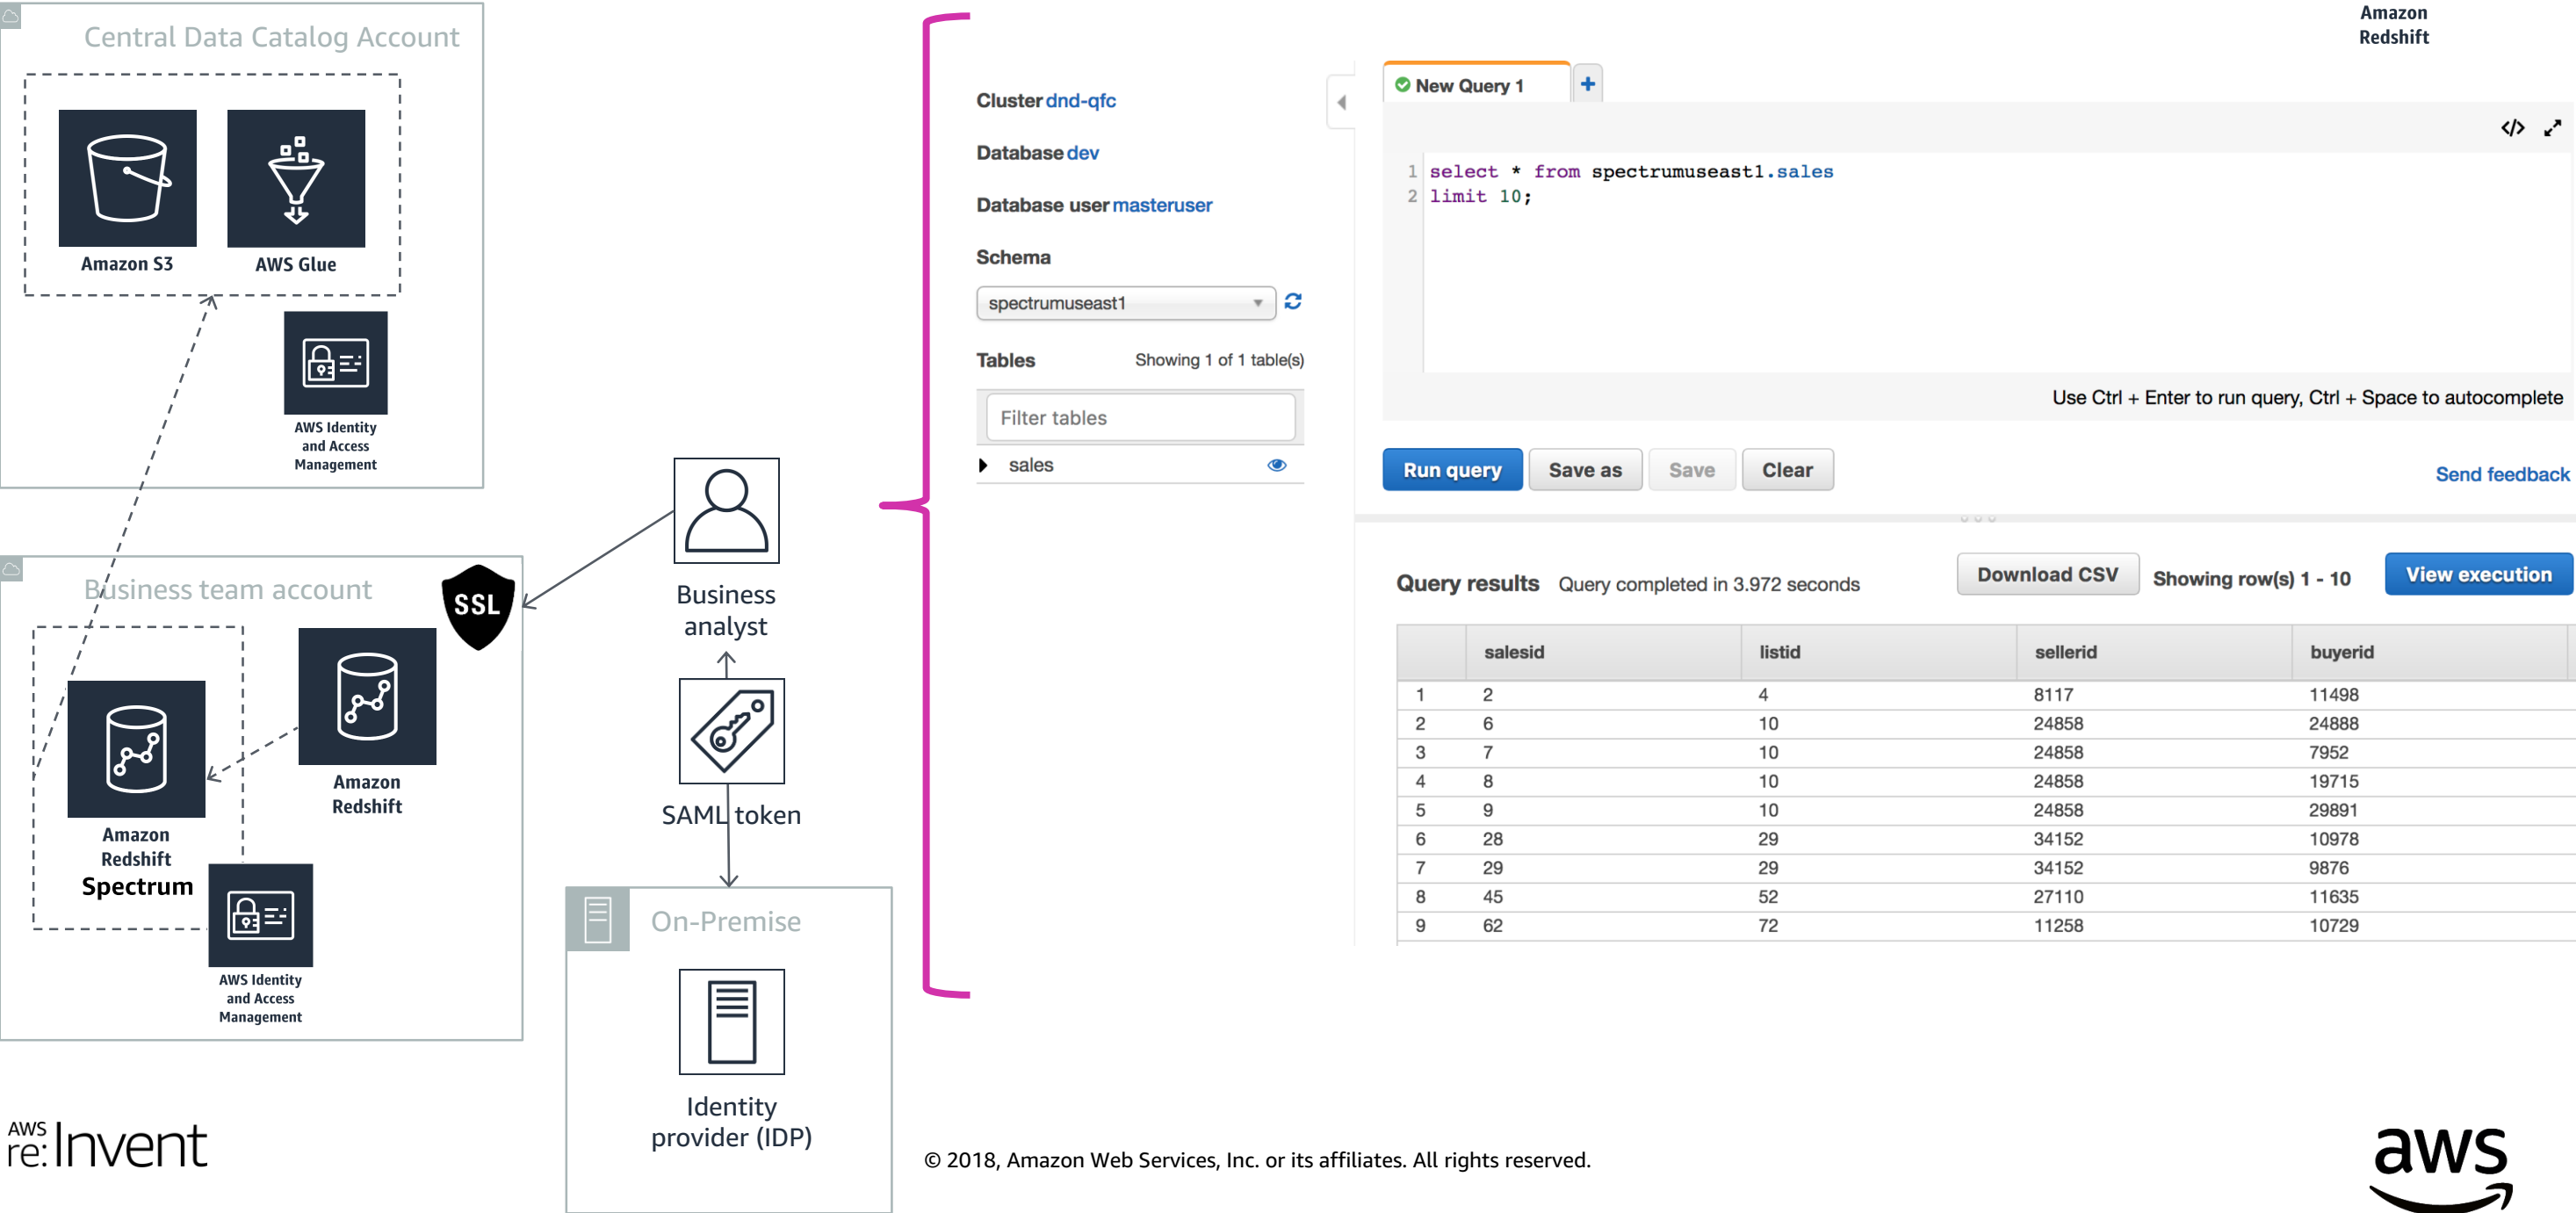 Central Data Catalog Account
Amazon S3
AWS Glue
AWS Identity
and Access
Management
Business team account
SSL
Amazon
Redshift
Spectrum
Amazon
Redshift
AWS Identity
and Access
Management
Business
analyst
SAML token
On-Premise
Identity
provider (IDP)
Amazon
Redshift
Cluster dnd-qfc
Database dev
Database user masteruser
Schema
spectrumuseast1
Tables Showing 1 of 1 table(s)
Filter tables
sales
New Query 1
+
</>
1 select * from spectrumuseast1.sales
2 limit 10;
Use Ctrl + Enter to run query, Ctrl + Space to autocomplete
Run query Save as Save Clear
Send feedback
Query results Query completed in 3.972 seconds Download CSV Showing row(s) 1 - 10 View execution
salesid listid sellerid buyerid
1 2 4 8117 11498
2 6 10 24858 24888
3 7 10 24858 7952
4 8 10 24858 19715
5 9 10 24858 29891
6 28 29 34152 10978
7 29 29 34152 9876
8 45 52 27110 11635
9 62 72 11258 10729
AWS
re:Invent
© 2018, Amazon Web Services, Inc. or its affiliates. All rights reserved.
aws